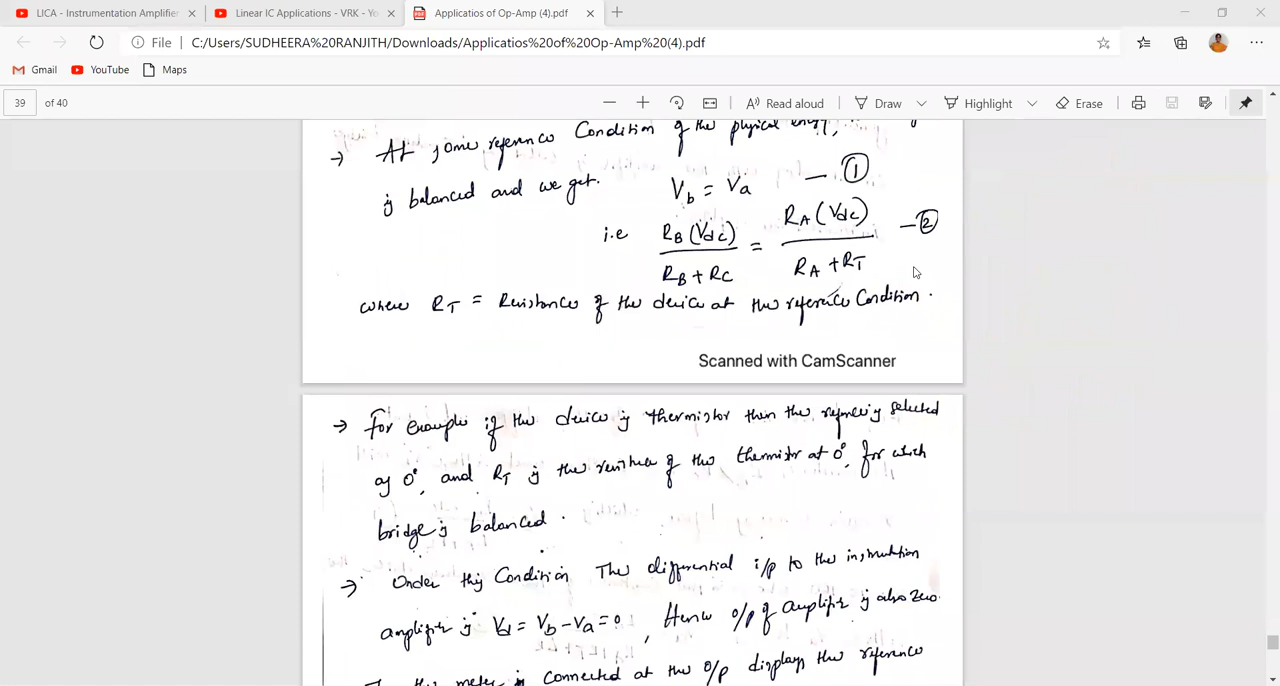 LICA - Instrumentation Amplifier
Linear IC Applications - VRK - Yo
Applicatios of Op-Amp (4).pdf
File C:/Users/SUDHEERA%20RANJITH/Downloads/Applicatios%20of%20Op-Amp%20(4).pdf
Gmail YouTube Maps
39 of 40 Read aloud Draw Highlight Erase
→ At some reference Condition of the physical
is balanced and we get. Vb = Va — ①
i.e RB (Vdc) / RB + RC = RA (Vdc) / RA + RT — ②
where RT = Resistance of the device at the reference Condition.
Scanned with CamScanner
→ For example if the device is thermistor then the reference is selected
as 0°, and RT is the resistance of the thermistor at 0°, for which
bridge is balanced.
→ Under this Condition The differential i/p to the instrumentation
amplifier is Vd = Vb - Va = 0, Hence o/p of amplifier is also zero.
the meter is connected at the o/p displays the reference